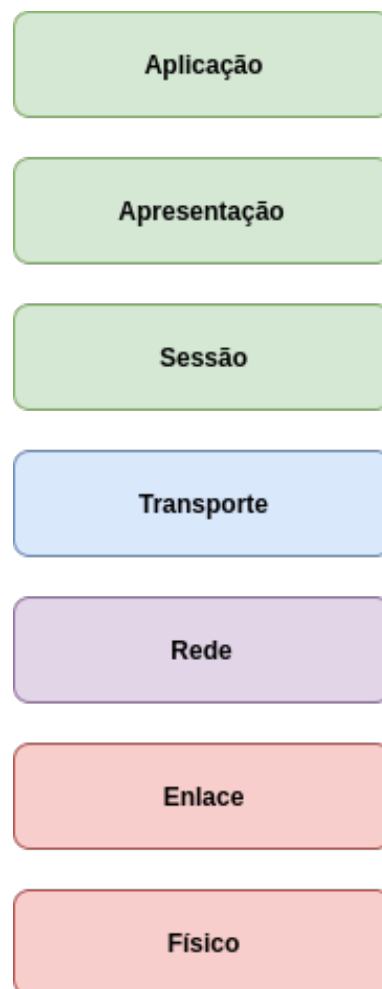 Aplicação
Apresentação
Sessão
Transporte
Rede
Enlace
Físico